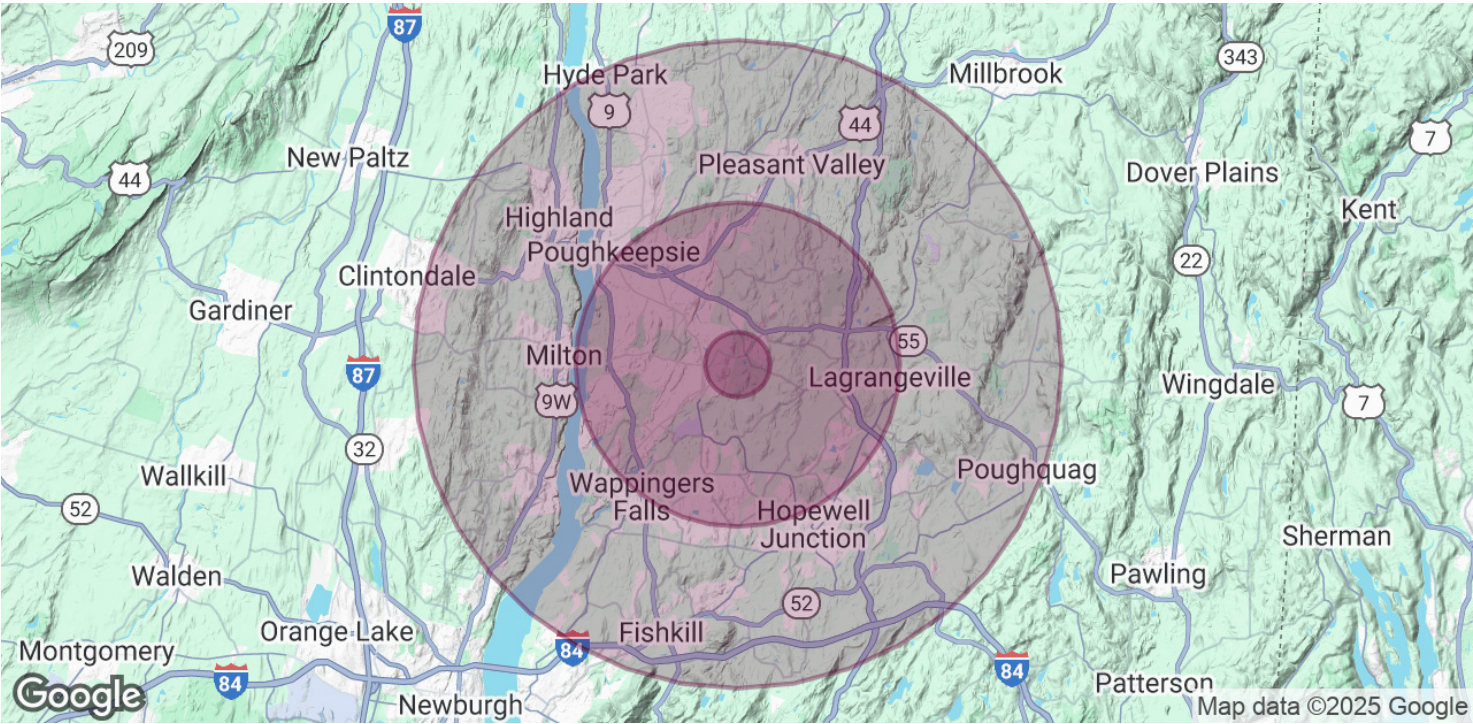 87
209
343
Hyde Park
Millbrook
9
44
7
New Paltz
Pleasant Valley
44
Dover Plains
Kent
Highland
Poughkeepsie
22
Clintondale
Gardiner
55
Milton
87
Lagrangeville
Wingdale
9W
7
32
Wallkill
Poughquag
Wappingers
Falls
52
Hopewell
Junction
Sherman
Walden
Pawling
52
Orange Lake
Fishkill
Montgomery
84
84
84
Patterson
Google
Newburgh
Map data ©2025 Google